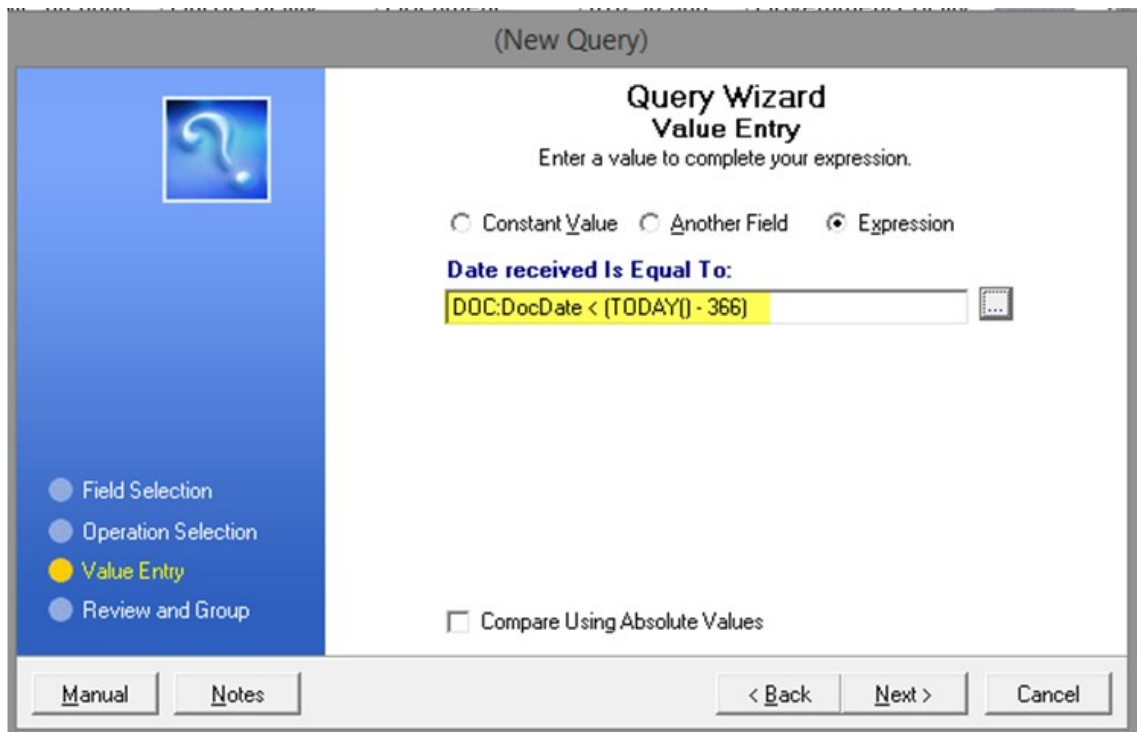 (New Query)
Query Wizard
Value Entry
Enter a value to complete your expression.
Constant Value Another Field Expression
Date received Is Equal To:
DOC:DocDate < (TODAY() - 366)
...
Field Selection
Operation Selection
Value Entry
Review and Group
Compare Using Absolute Values
Manual Notes < Back Next > Cancel